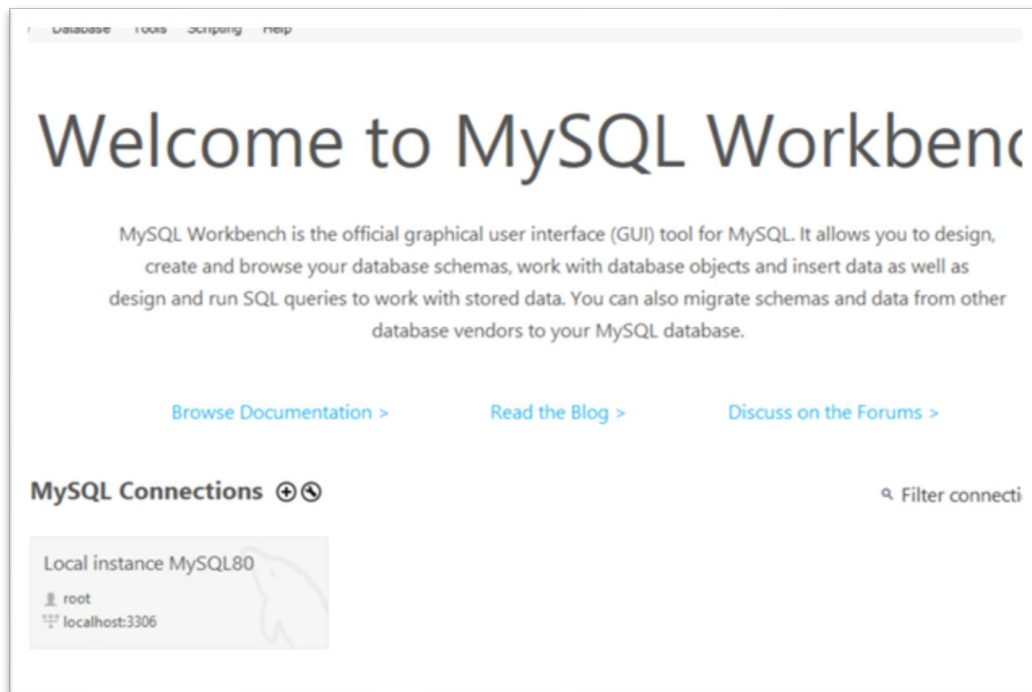 Database Tools Scripting Help
Welcome to MySQL Workbenc
MySQL Workbench is the official graphical user interface (GUI) tool for MySQL. It allows you to design,
create and browse your database schemas, work with database objects and insert data as well as
design and run SQL queries to work with stored data. You can also migrate schemas and data from other
database vendors to your MySQL database.
Browse Documentation > Read the Blog > Discuss on the Forums >
MySQL Connections Filter connecti
Local instance MySQL80
root
localhost:3306